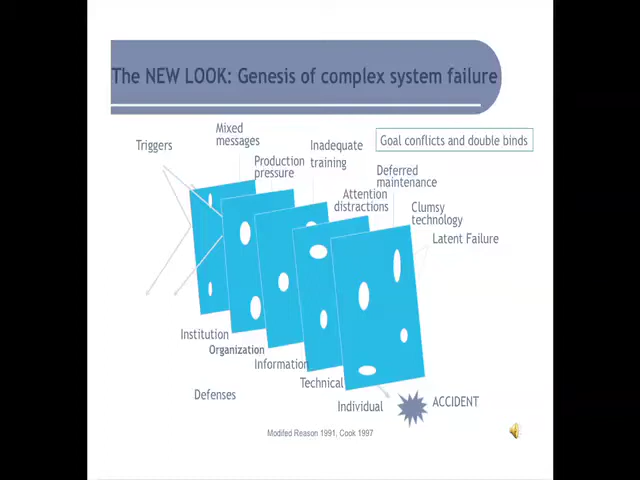 The NEW LOOK: Genesis of complex system failure
Mixed
messages
Triggers
Inadequate
training
Goal conflicts and double binds
Production
pressure
Deferred
maintenance
Attention
distractions
Clumsy
technology
Latent Failure
Institution
Organization
Information
Technical
Defenses
Individual
ACCIDENT
Modifed Reason 1991, Cook 1997